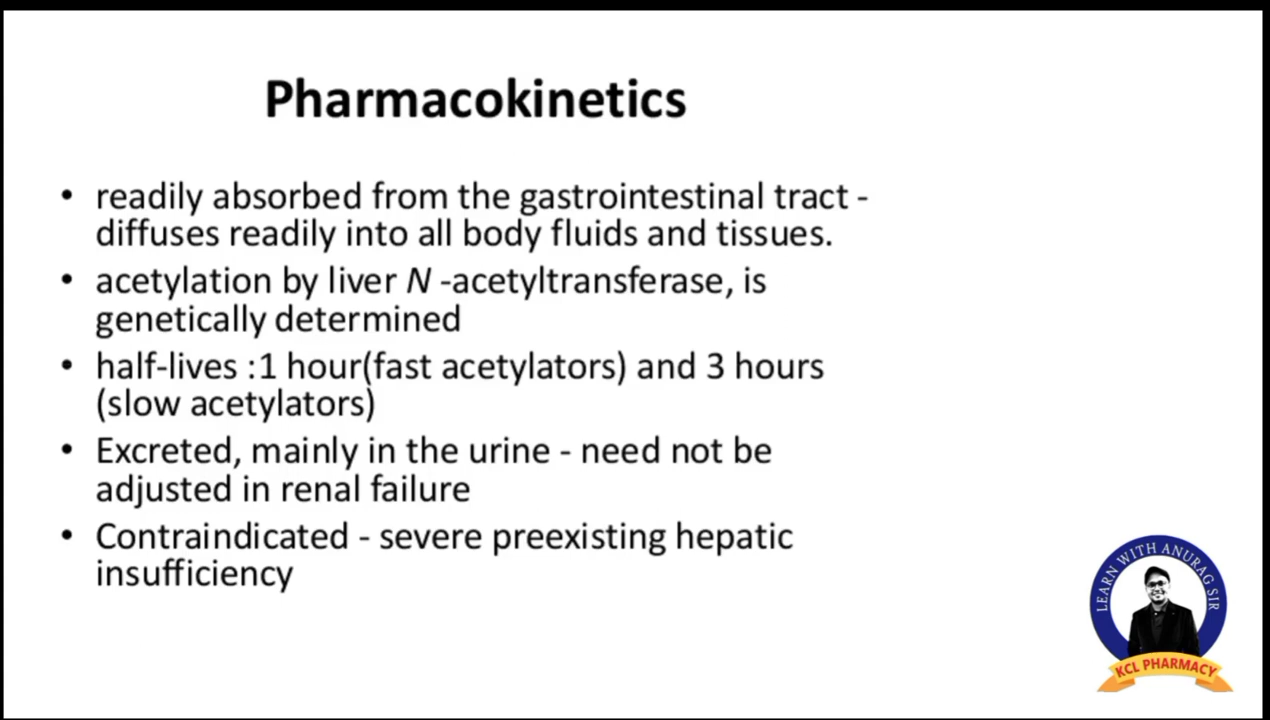 Pharmacokinetics
• readily absorbed from the gastrointestinal tract -
diffuses readily into all body fluids and tissues.
• acetylation by liver N -acetyltransferase, is
genetically determined
• half-lives :1 hour(fast acetylators) and 3 hours
(slow acetylators)
• Excreted, mainly in the urine - need not be
adjusted in renal failure
• Contraindicated - severe preexisting hepatic
insufficiency
LEARN WITH ANURAG SIR
KCL PHARMACY